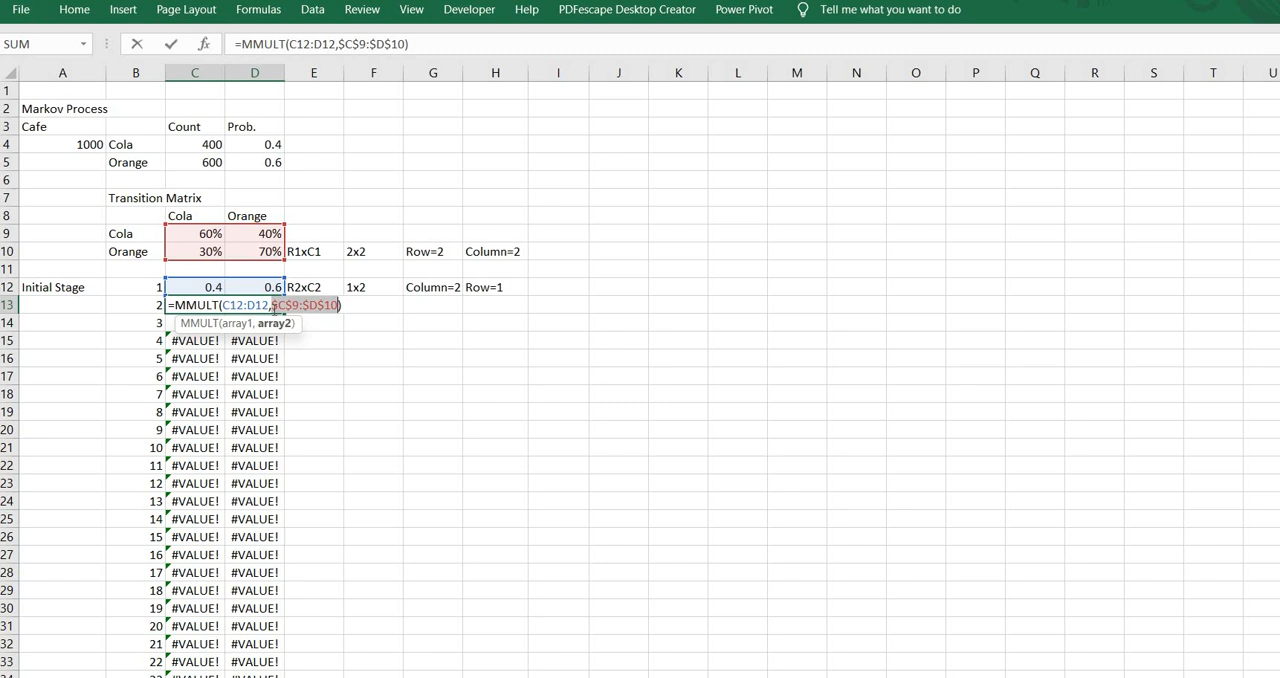 File Home Insert Page Layout Formulas Data Review View Developer Help PDFescape Desktop Creator Power Pivot Tell me what you want to do
SUM fx =MMULT(C12:D12,$C$9:$D$10)
A B C D E F G H I J K L M N O P Q R S T U
1
2 Markov Process
3 Cafe Count Prob.
4 1000 Cola 400 0.4
5 Orange 600 0.6
6
7 Transition Matrix
8 Cola Orange
9 Cola 60% 40%
10 Orange 30% 70% R1xC1 2x2 Row=2 Column=2
11
12 Initial Stage 1 0.4 0.6 R2xC2 1x2 Column=2 Row=1
13 2 =MMULT(C12:D12,$C$9:$D$10)
14 3 MMULT(array1, array2)
15 4 #VALUE! #VALUE!
16 5 #VALUE! #VALUE!
17 6 #VALUE! #VALUE!
18 7 #VALUE! #VALUE!
19 8 #VALUE! #VALUE!
20 9 #VALUE! #VALUE!
21 10 #VALUE! #VALUE!
22 11 #VALUE! #VALUE!
23 12 #VALUE! #VALUE!
24 13 #VALUE! #VALUE!
25 14 #VALUE! #VALUE!
26 15 #VALUE! #VALUE!
27 16 #VALUE! #VALUE!
28 17 #VALUE! #VALUE!
29 18 #VALUE! #VALUE!
30 19 #VALUE! #VALUE!
31 20 #VALUE! #VALUE!
32 21 #VALUE! #VALUE!
33 22 #VALUE! #VALUE!